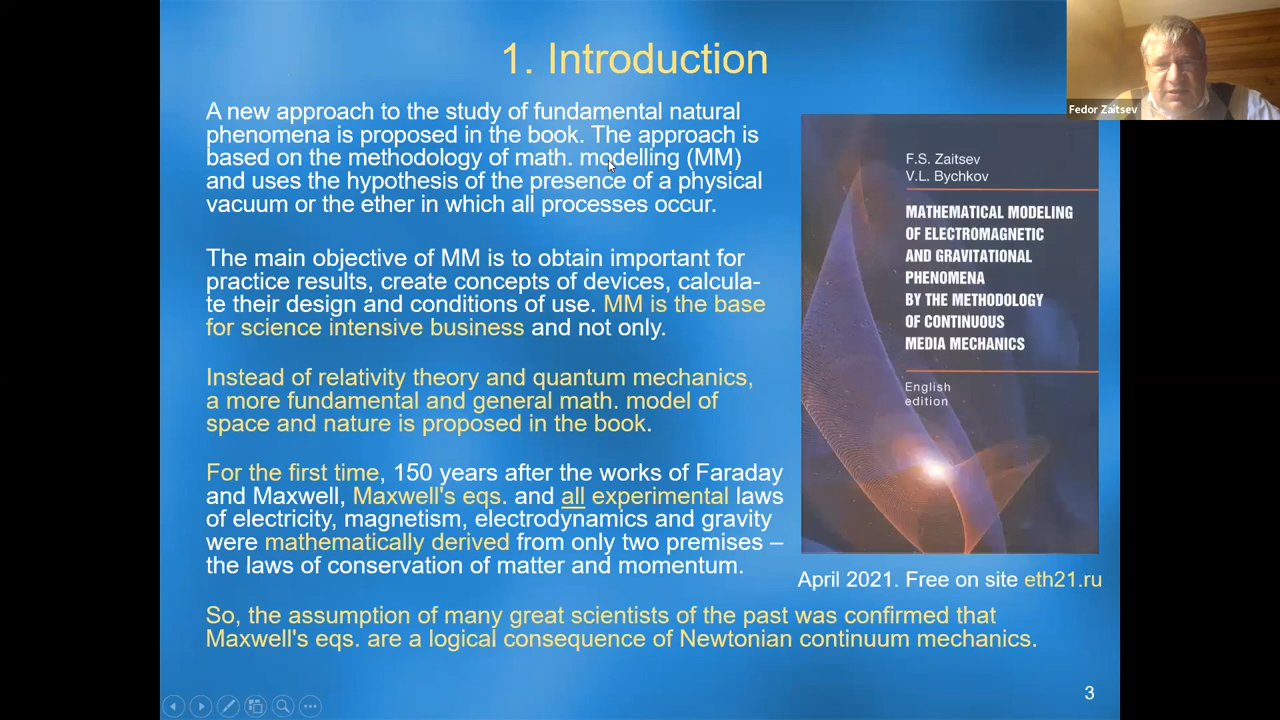 1. Introduction
A new approach to the study of fundamental natural
phenomena is proposed in the book. The approach is
based on the methodology of math. modelling (MM)
and uses the hypothesis of the presence of a physical
vacuum or the ether in which all processes occur.
The main objective of MM is to obtain important for
practice results, create concepts of devices, calcula-
te their design and conditions of use. MM is the base
for science intensive business and not only.
Instead of relativity theory and quantum mechanics,
a more fundamental and general math. model of
space and nature is proposed in the book.
For the first time, 150 years after the works of Faraday
and Maxwell, Maxwell's eqs. and all experimental laws
of electricity, magnetism, electrodynamics and gravity
were mathematically derived from only two premises –
the laws of conservation of matter and momentum.
So, the assumption of many great scientists of the past was confirmed that
Maxwell's eqs. are a logical consequence of Newtonian continuum mechanics.
Fedor Zaitsev
F.S. Zaitsev
V.L. Bychkov
MATHEMATICAL MODELING
OF ELECTROMAGNETIC
AND GRAVITATIONAL
PHENOMENA
BY THE METHODOLOGY
OF CONTINUOUS
MEDIA MECHANICS
English
edition
April 2021. Free on site eth21.ru
3